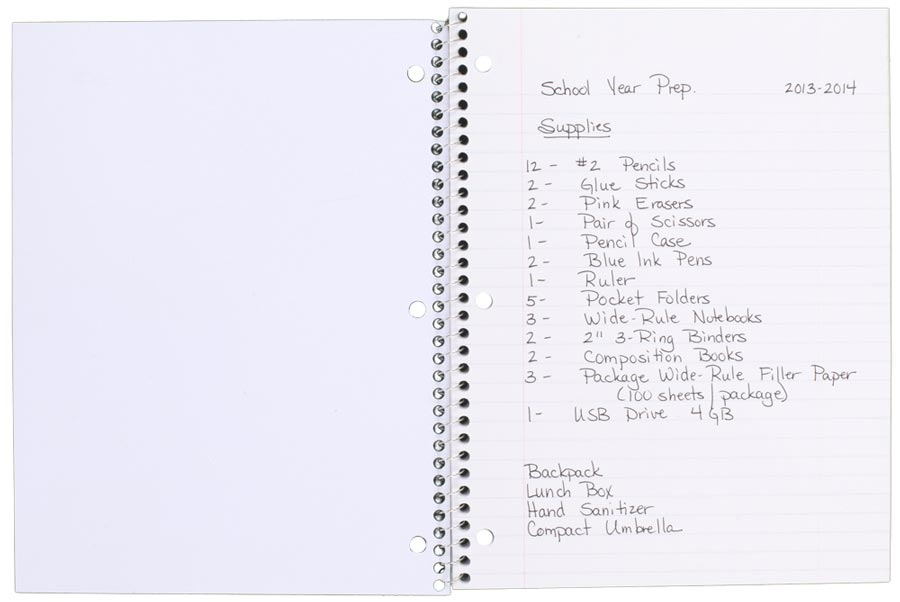 School Year Prep. 2013-2014
Supplies
12 - #2 Pencils
2 - Glue Sticks
2 - Pink Erasers
1 - Pair of Scissors
1 - Pencil Case
2 - Blue Ink Pens
1 - Ruler
5 - Pocket Folders
3 - Wide-Rule Notebooks
2 - 2" 3-Ring Binders
2 - Composition Books
3 - Package Wide-Rule Filler Paper
(100 sheets/package)
1 - USB Drive 4 GB
Backpack
Lunch Box
Hand Sanitizer
Compact Umbrella